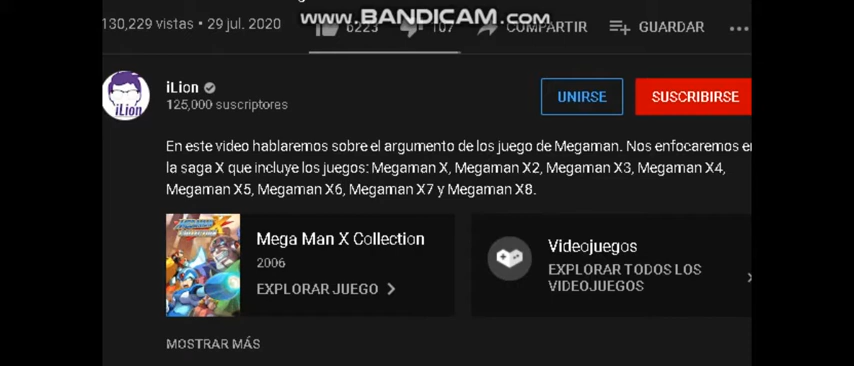 www.BANDICAM.com
130,229 vistas • 29 jul. 2020 6223 107 COMPARTIR GUARDAR
iLion
125,000 suscriptores
iLion
UNIRSE SUSCRIBIRSE
En este video hablaremos sobre el argumento de los juego de Megaman. Nos enfocaremos en
la saga X que incluye los juegos: Megaman X, Megaman X2, Megaman X3, Megaman X4,
Megaman X5, Megaman X6, Megaman X7 y Megaman X8.
Mega Man X Collection
2006
EXPLORAR JUEGO
Videojuegos
EXPLORAR TODOS LOS
VIDEOJUEGOS
MOSTRAR MÁS